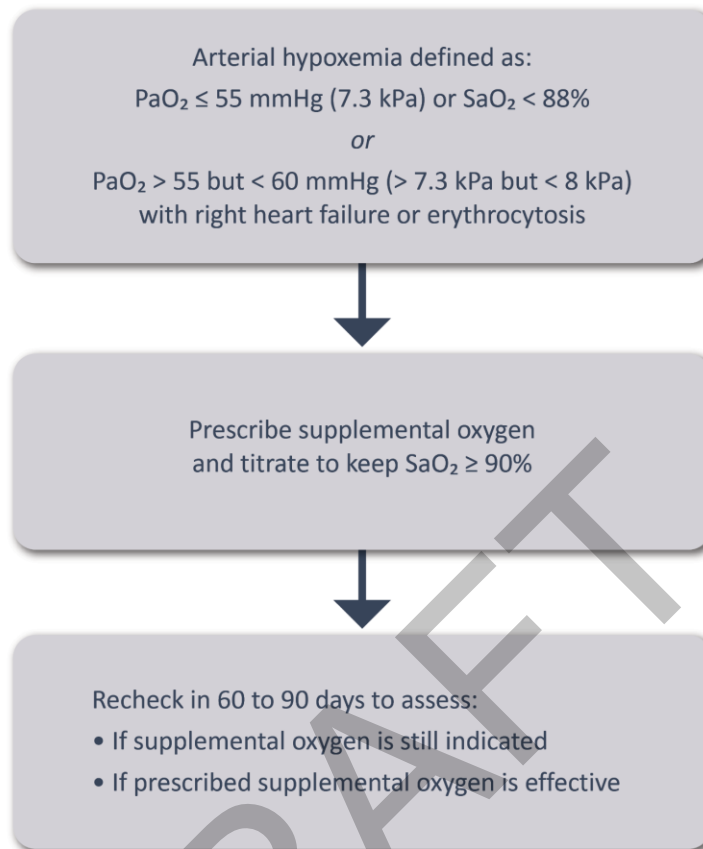 Arterial hypoxemia defined as:
PaO₂ ≤ 55 mmHg (7.3 kPa) or SaO₂ < 88%
or
PaO₂ > 55 but < 60 mmHg (> 7.3 kPa but < 8 kPa)
with right heart failure or erythrocytosis
Prescribe supplemental oxygen
and titrate to keep SaO₂ ≥ 90%
Recheck in 60 to 90 days to assess:
• If supplemental oxygen is still indicated
• If prescribed supplemental oxygen is effective
RAFT